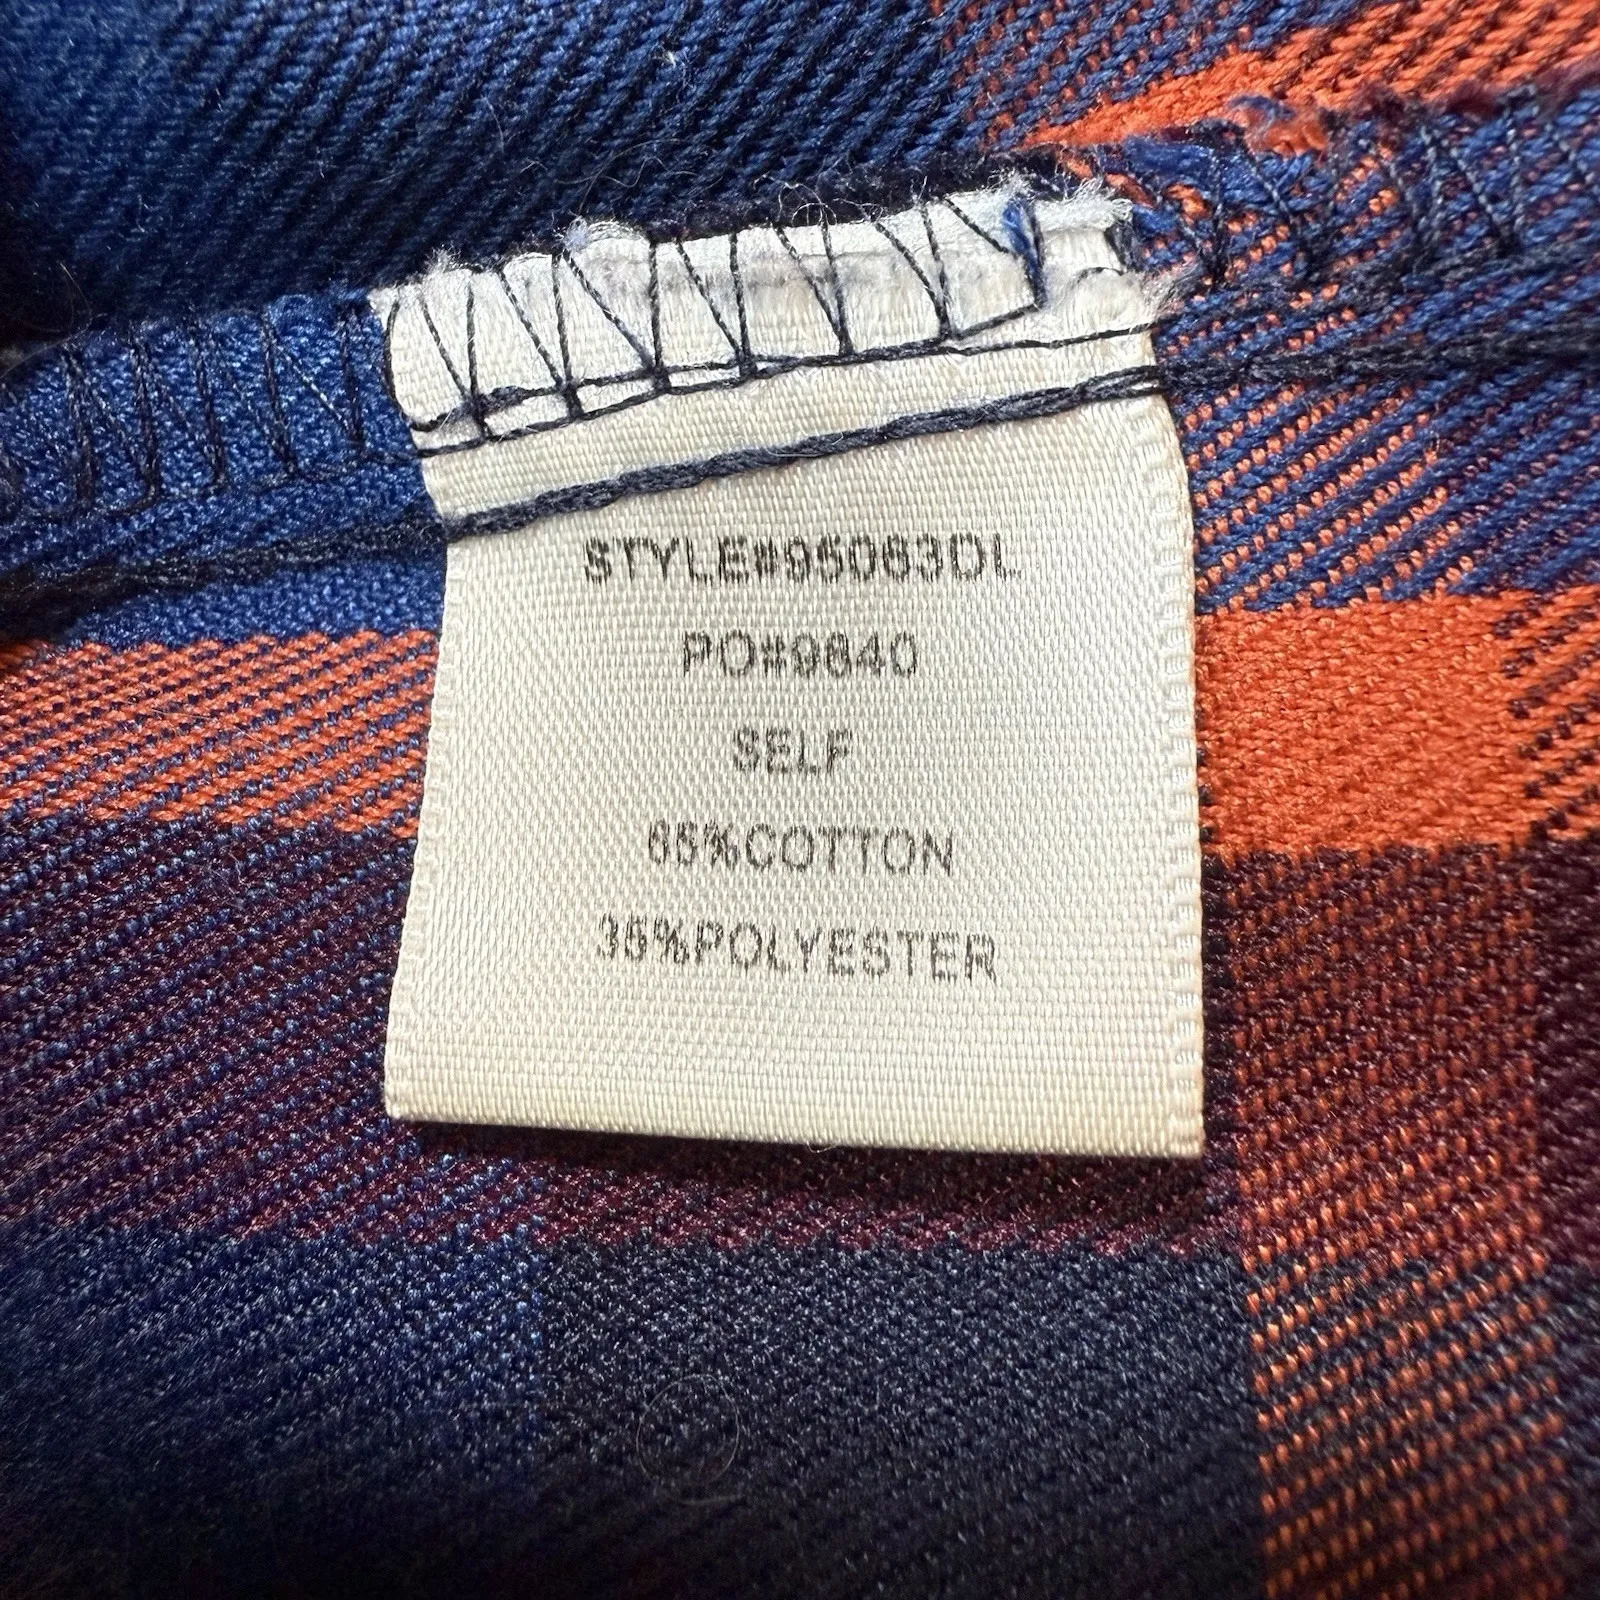 STYLE#95063DL
PO#9640
SELF
65%COTTON
35%POLYESTER